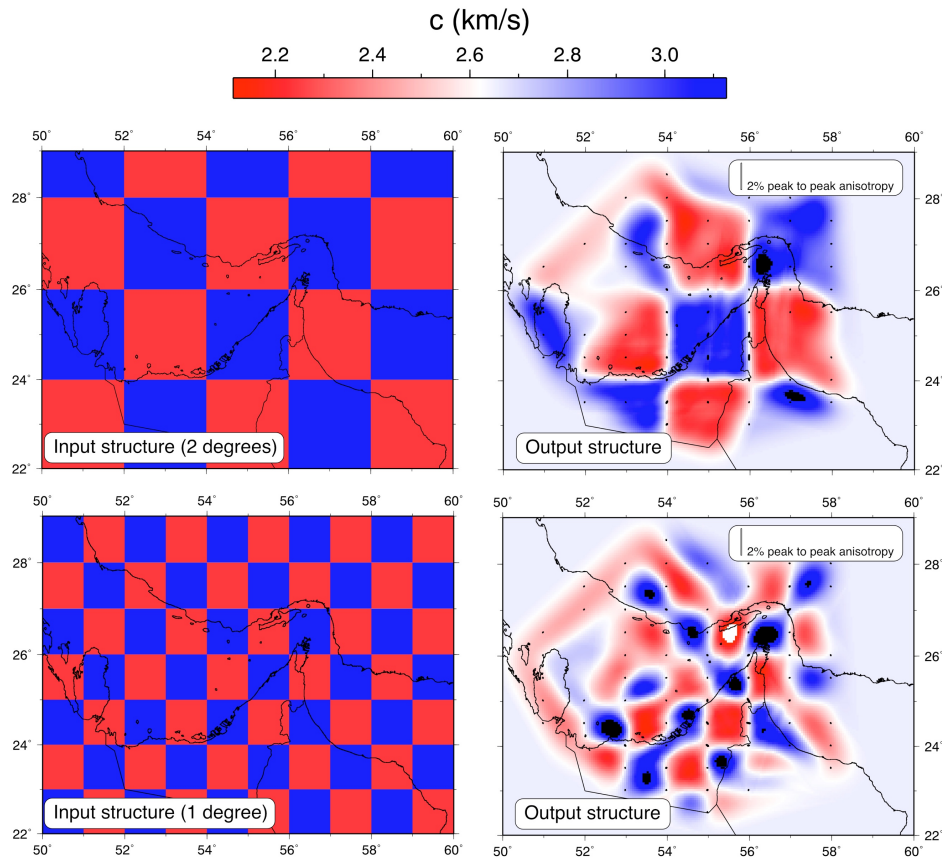 c (km/s)
2.2 2.4 2.6 2.8 3.0
50° 52° 54° 56° 58° 60° 50° 52° 54° 56° 58° 60°
28° 28°
26° 26°
24° 24°
22° 22°
2% peak to peak anisotropy
Input structure (2 degrees)
Output structure
50° 52° 54° 56° 58° 60° 50° 52° 54° 56° 58° 60°
28° 28°
26° 26°
24° 24°
22° 22°
2% peak to peak anisotropy
Input structure (1 degree)
Output structure
50° 52° 54° 56° 58° 60° 50° 52° 54° 56° 58° 60°